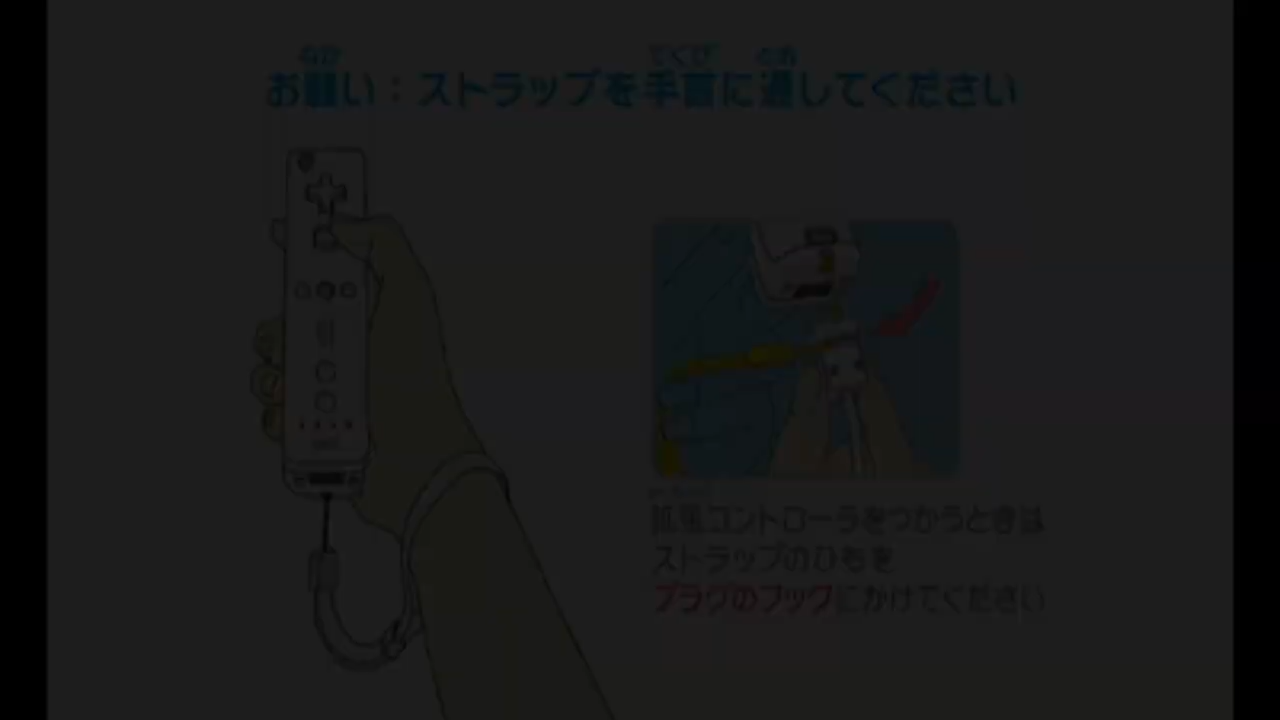 お願い：ストラップを手首に通してください
拡張コントローラをつかうときは
ストラップのひもを
プラグのフックにかけてください